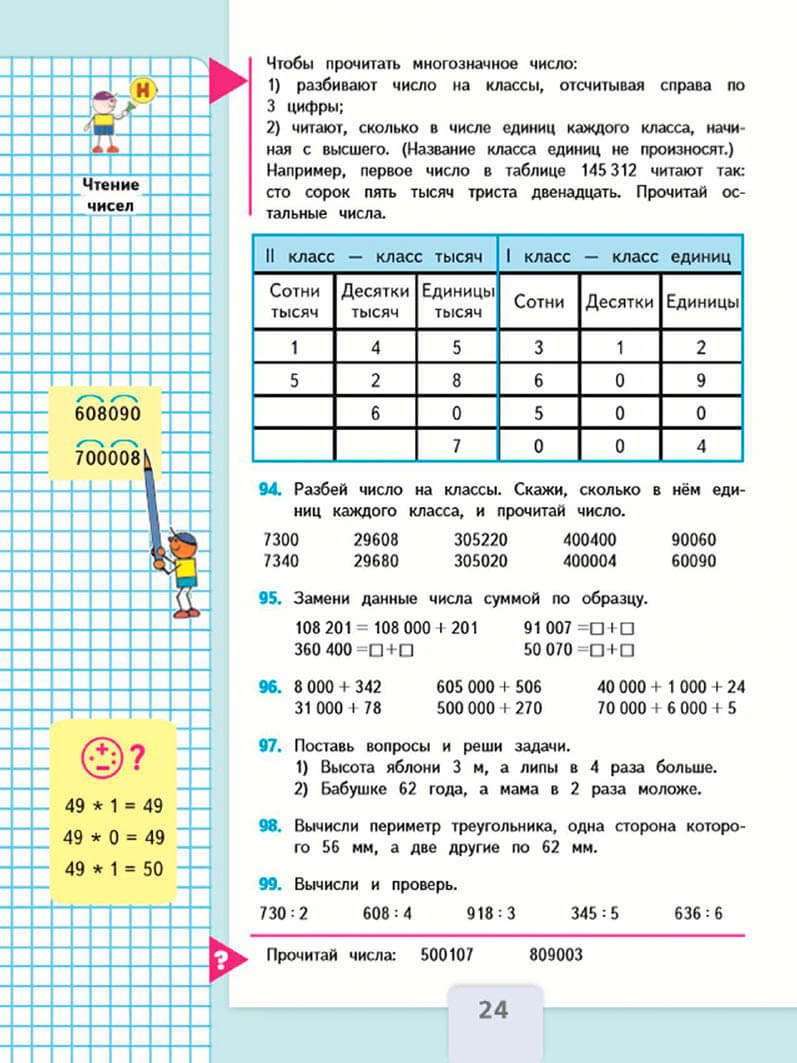 Н
Чтение
чисел
Чтобы прочитать многозначное число:
1) разбивают число на классы, отсчитывая справа по
3 цифры;
2) читают, сколько в числе единиц каждого класса, начи-
ная с высшего. (Название класса единиц не произносят.)
Например, первое число в таблице 145 312 читают так:
сто сорок пять тысяч триста двенадцать. Прочитай ос-
тальные числа.
II класс — класс тысяч I класс — класс единиц
Сотни тысяч Десятки тысяч Единицы тысяч Сотни Десятки Единицы
1 4 5 3 1 2
5 2 8 6 0 9
6 0 5 0 0
7 0 0 4
608090
700008
94. Разбей число на классы. Скажи, сколько в нём еди-
ниц каждого класса, и прочитай число.
7300 29608 305220 400400 90060
7340 29680 305020 400004 60090
95. Замени данные числа суммой по образцу.
108 201 = 108 000 + 201 91 007 =□+□
360 400 =□+□ 50 070 =□+□
96. 8 000 + 342 605 000 + 506 40 000 + 1 000 + 24
31 000 + 78 500 000 + 270 70 000 + 6 000 + 5
97. Поставь вопросы и реши задачи.
1) Высота яблони 3 м, а липы в 4 раза больше.
2) Бабушке 62 года, а мама в 2 раза моложе.
98. Вычисли периметр треугольника, одна сторона которо-
го 56 мм, а две другие по 62 мм.
99. Вычисли и проверь.
730 : 2 608 : 4 918 : 3 345 : 5 636 : 6
+ · : − ?
49 * 1 = 49
49 * 0 = 49
49 * 1 = 50
? Прочитай числа: 500107 809003
24